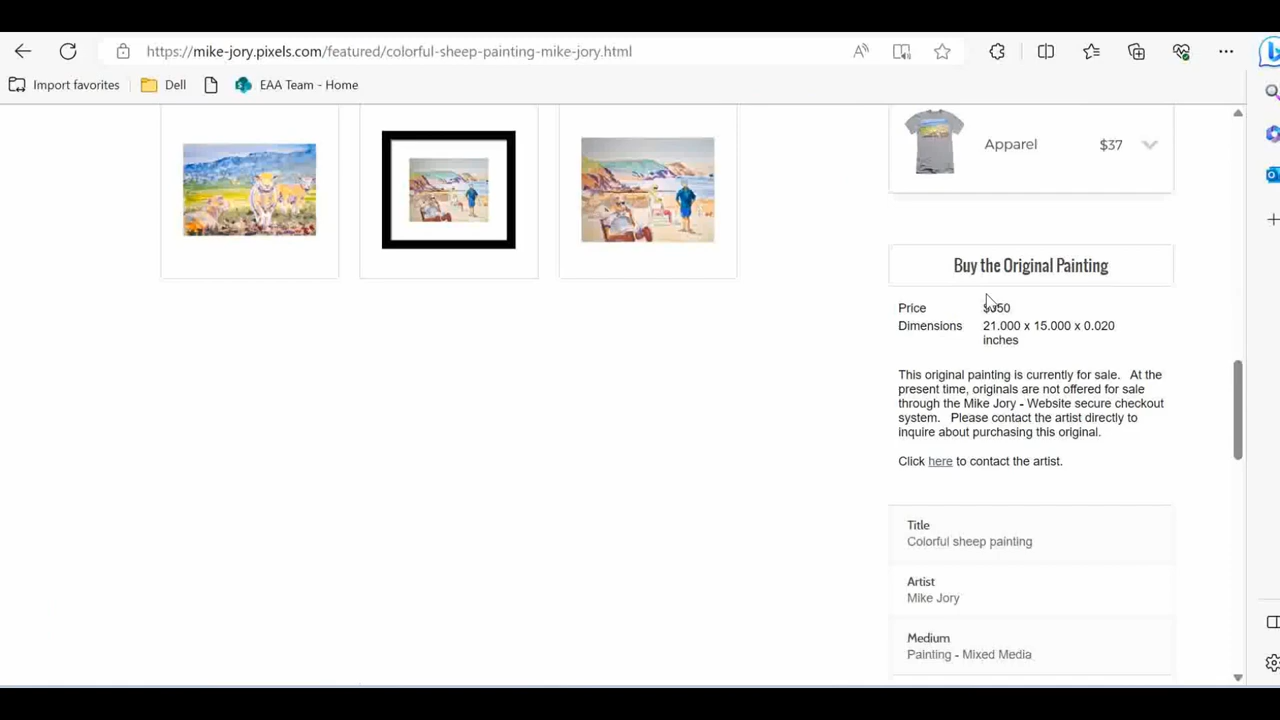 https://mike-jory.pixels.com/featured/colorful-sheep-painting-mike-jory.html
Import favorites
Dell
EAA Team - Home
Apparel $37
Buy the Original Painting
Price
Dimensions 21.000 x 15.000 x 0.020
inches
This original painting is currently for sale. At the
present time, originals are not offered for sale
through the Mike Jory - Website secure checkout
system. Please contact the artist directly to
inquire about purchasing this original.
Click here to contact the artist.
Title
Colorful sheep painting
Artist
Mike Jory
Medium
Painting - Mixed Media